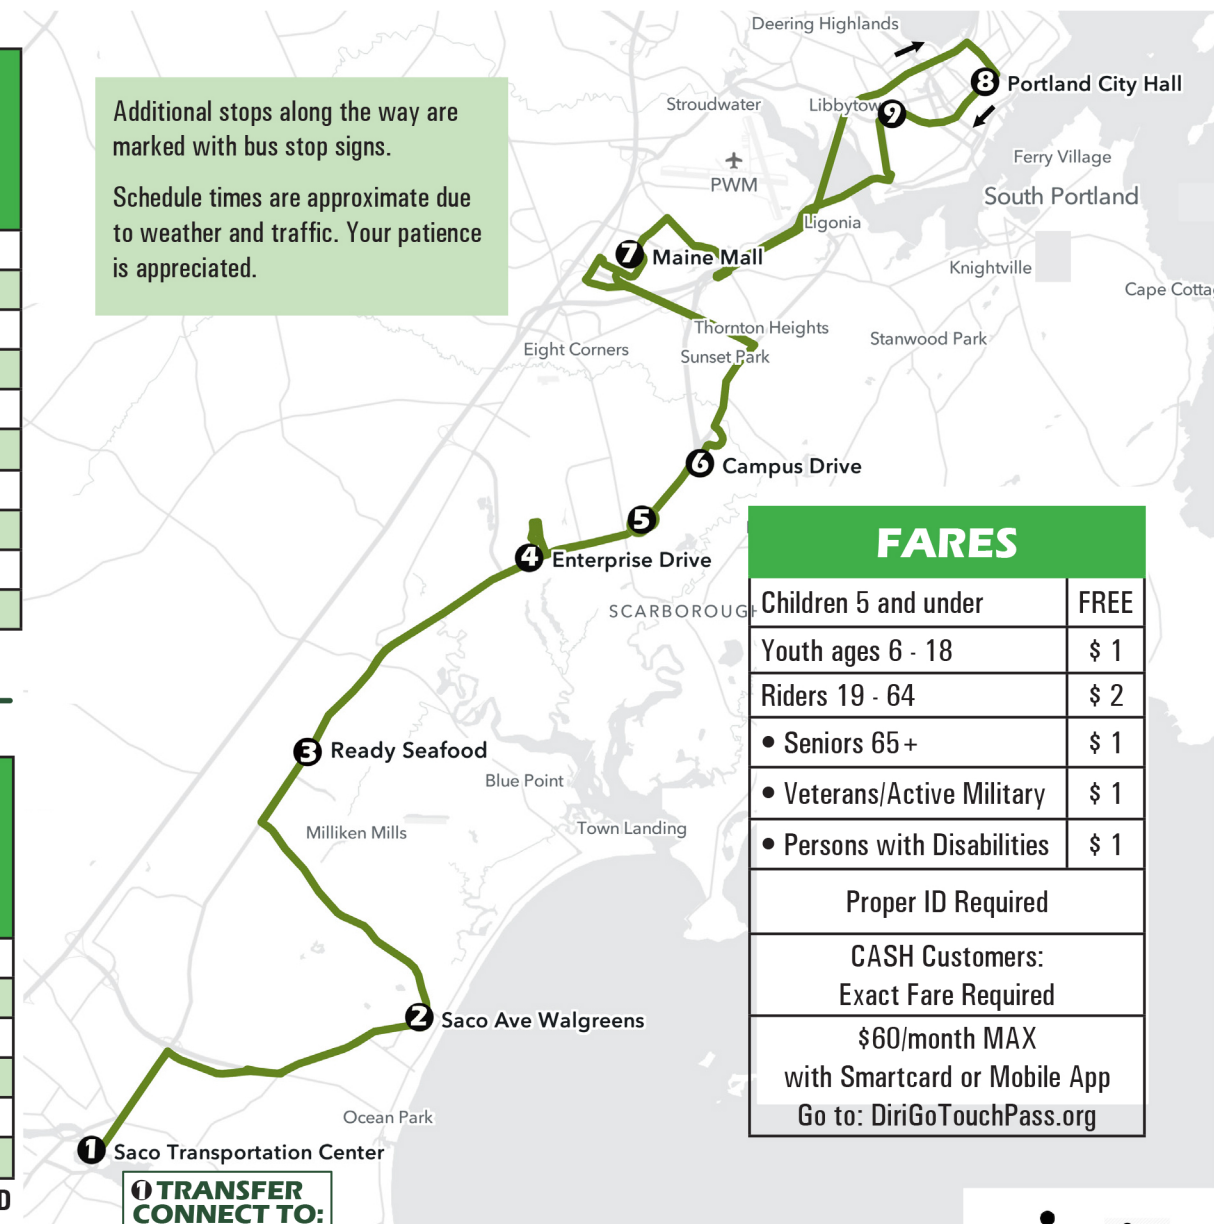 Deering Highlands
8 Portland City Hall
Stroudwater
Libbytow
9
Additional stops along the way are
marked with bus stop signs.
Schedule times are approximate due
to weather and traffic. Your patience
is appreciated.
Ferry Village
PWM
South Portland
Ligonia
7 Maine Mall
Knightville
Cape Cotta
Thornton Heights
Stanwood Park
Eight Corners
Sunset Park
6 Campus Drive
5
4 Enterprise Drive
SCARBOROUGH
FARES
Children 5 and under FREE
Youth ages 6 - 18 $ 1
Riders 19 - 64 $ 2
• Seniors 65+ $ 1
• Veterans/Active Military $ 1
• Persons with Disabilities $ 1
Proper ID Required
CASH Customers:
Exact Fare Required
$60/month MAX
with Smartcard or Mobile App
Go to: DiriGoTouchPass.org
3 Ready Seafood
Blue Point
Milliken Mills
Town Landing
2 Saco Ave Walgreens
Ocean Park
1 Saco Transportation Center
1 TRANSFER
CONNECT TO:
D